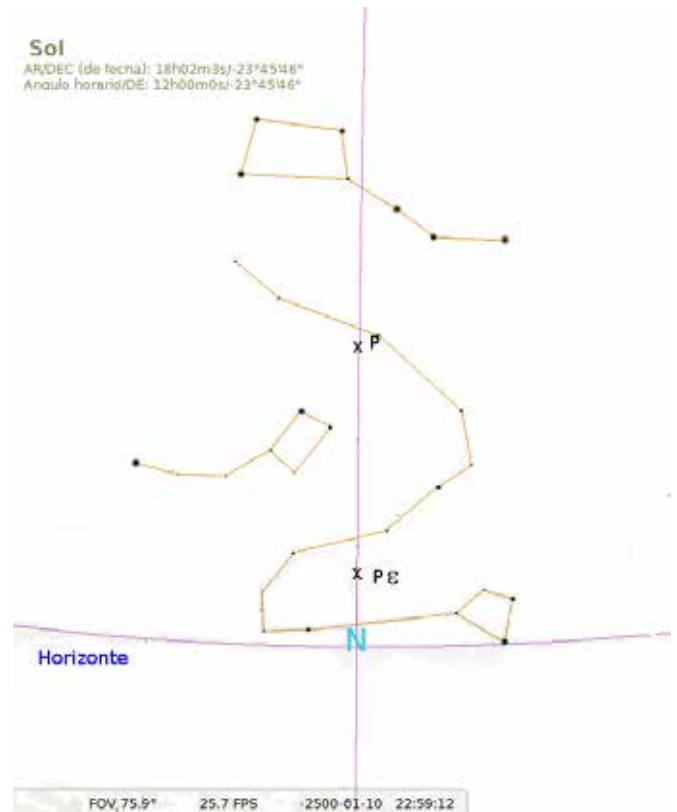 Sol
AR/DEC (de fecha): 18h02m3s/-23°45'46"
Angulo horario/DE: 12h00m0s/-23°45'46"
x P
x Pε
N
Horizonte
FOV 75.9° 25.7 FPS -2500-01-10 22:59:12